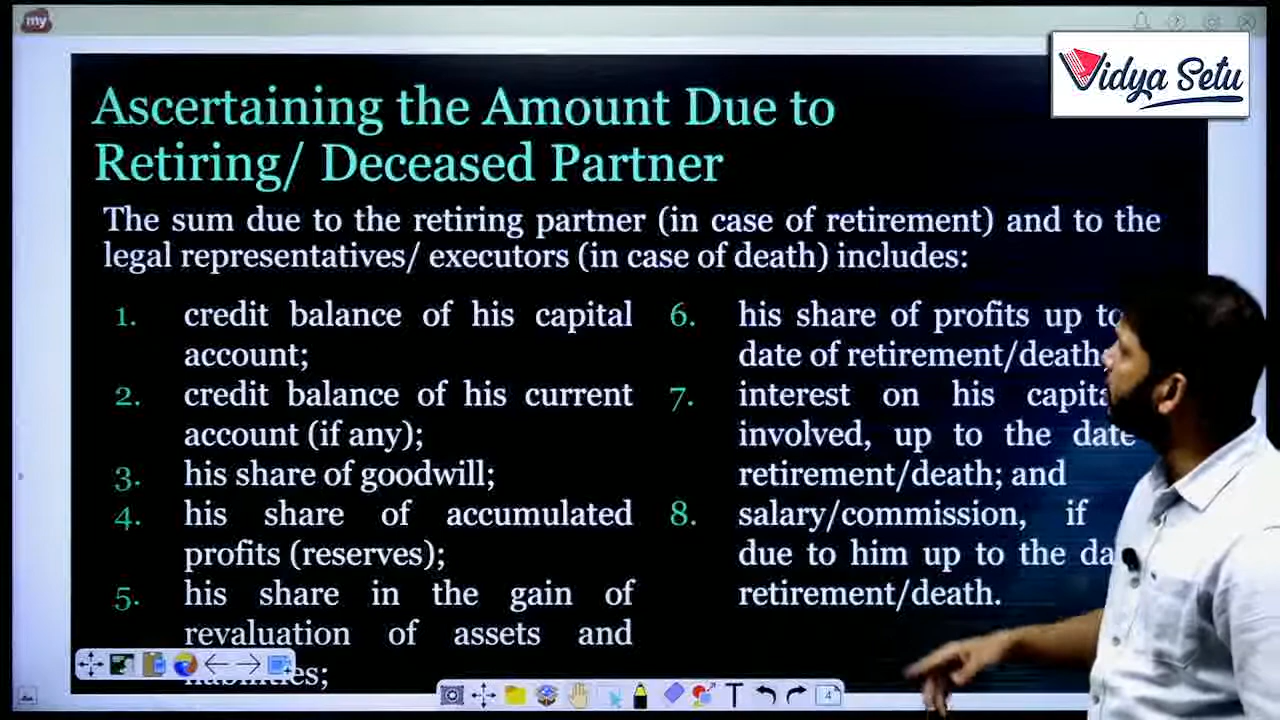 my
Vidya Setu
Ascertaining the Amount Due to
Retiring/ Deceased Partner
The sum due to the retiring partner (in case of retirement) and to the
legal representatives/ executors (in case of death) includes:
1. credit balance of his capital
account;
2. credit balance of his current
account (if any);
3. his share of goodwill;
4. his share of accumulated
profits (reserves);
5. his share in the gain of
revaluation of assets and
liabilities;
6. his share of profits up to
date of retirement/death
7. interest on his capita
involved, up to the date
retirement/death; and
8. salary/commission, if
due to him up to the da
retirement/death.
T
4